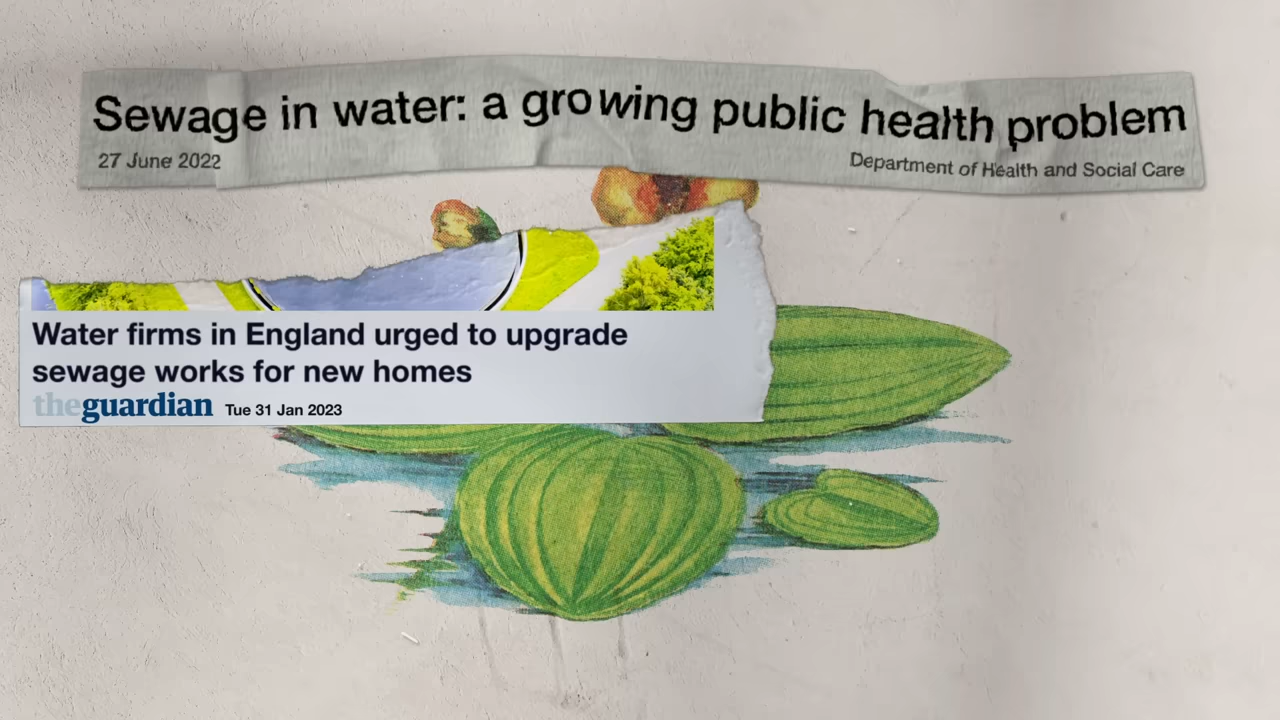 Sewage in water: a growing public health problem
27 June 2022
Department of Health and Social Care
Water firms in England urged to upgrade
sewage works for new homes
theguardian Tue 31 Jan 2023